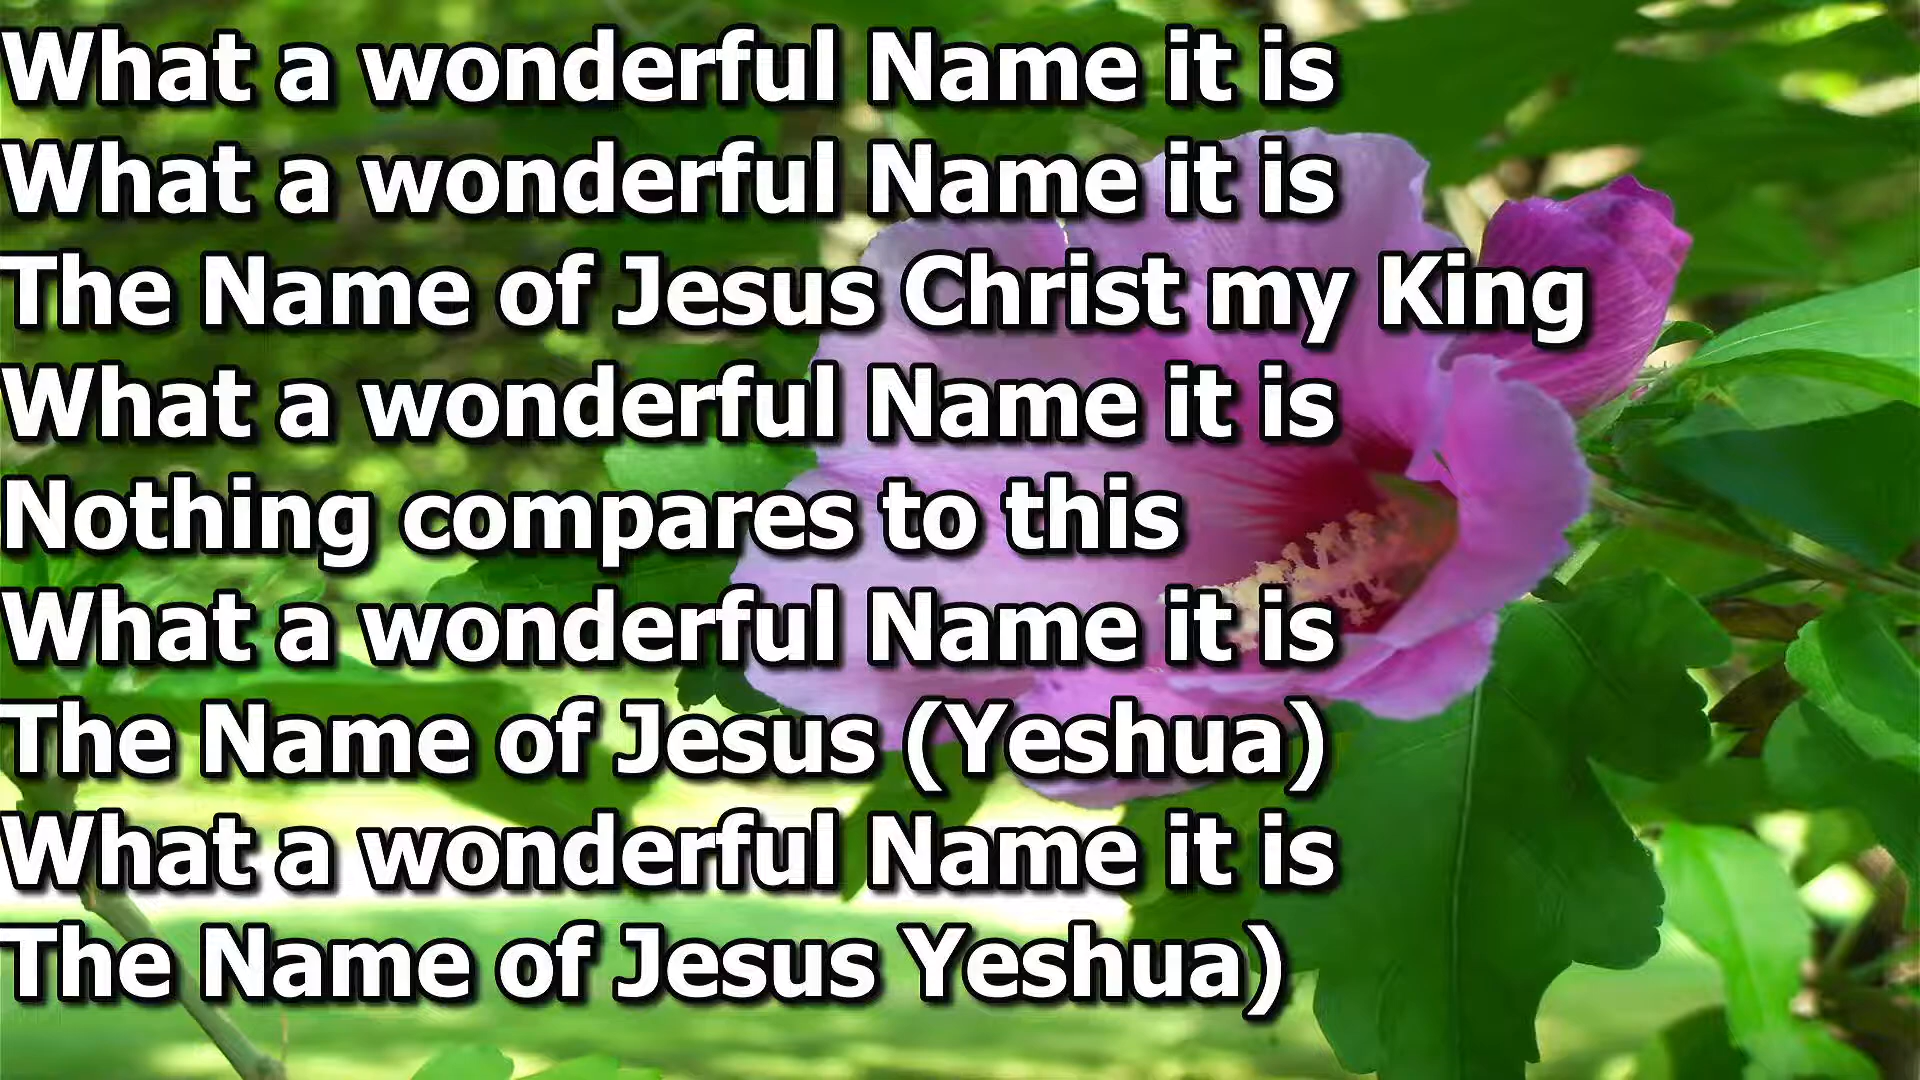 What a wonderful Name it is
What a wonderful Name it is
The Name of Jesus Christ my King
What a wonderful Name it is
Nothing compares to this
What a wonderful Name it is
The Name of Jesus (Yeshua)
What a wonderful Name it is
The Name of Jesus Yeshua)